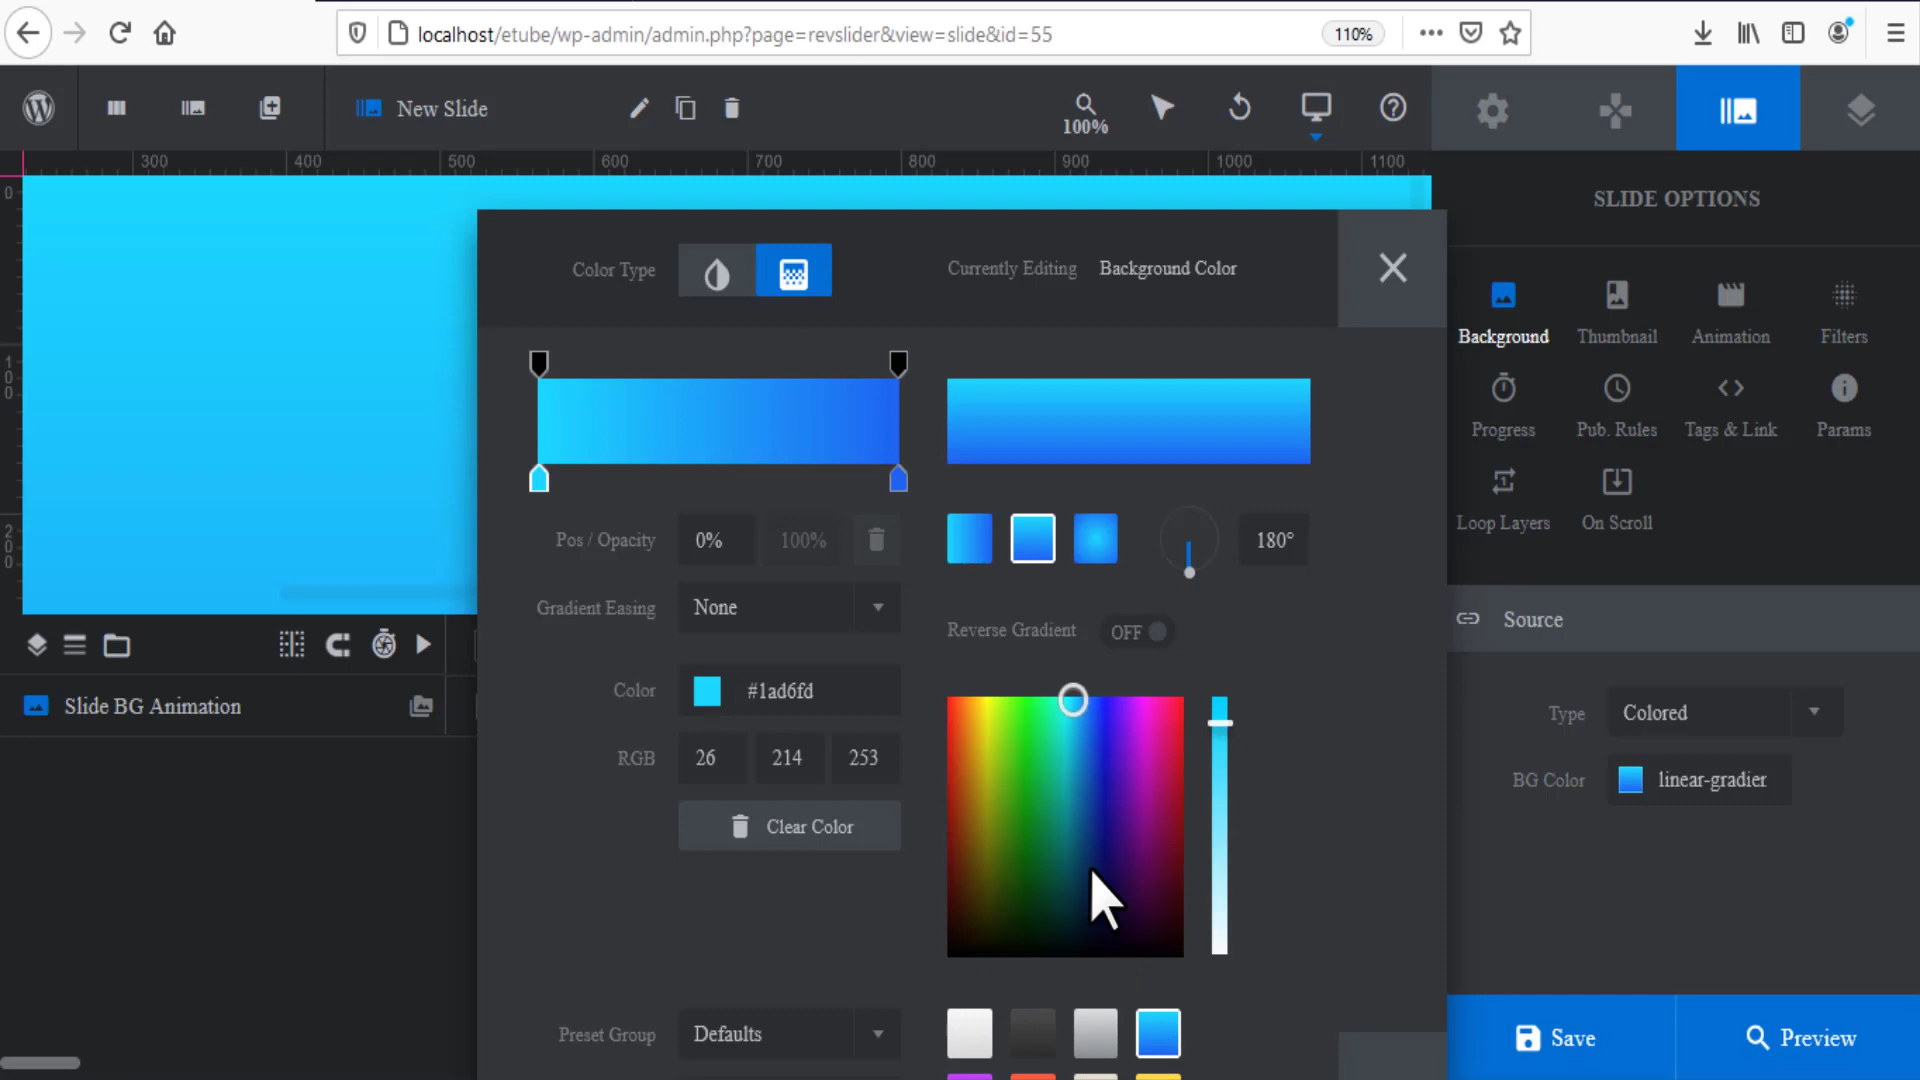 localhost/etube/wp-admin/admin.php?page=revslider&view=slide&id=55
110%
New Slide
100%
300
400
500
600
700
800
900
1000
1100
0
100
200
SLIDE OPTIONS
Color Type
Currently Editing
Background Color
Background
Thumbnail
Animation
Filters
Progress
Pub. Rules
Tags & Link
Params
Loop Layers
On Scroll
Pos / Opacity
0%
100%
180°
Gradient Easing
None
Reverse Gradient
OFF
Source
Color
#1ad6fd
Slide BG Animation
Type
Colored
RGB
26
214
253
BG Color
linear-gradier
Clear Color
Preset Group
Defaults
Save
Preview